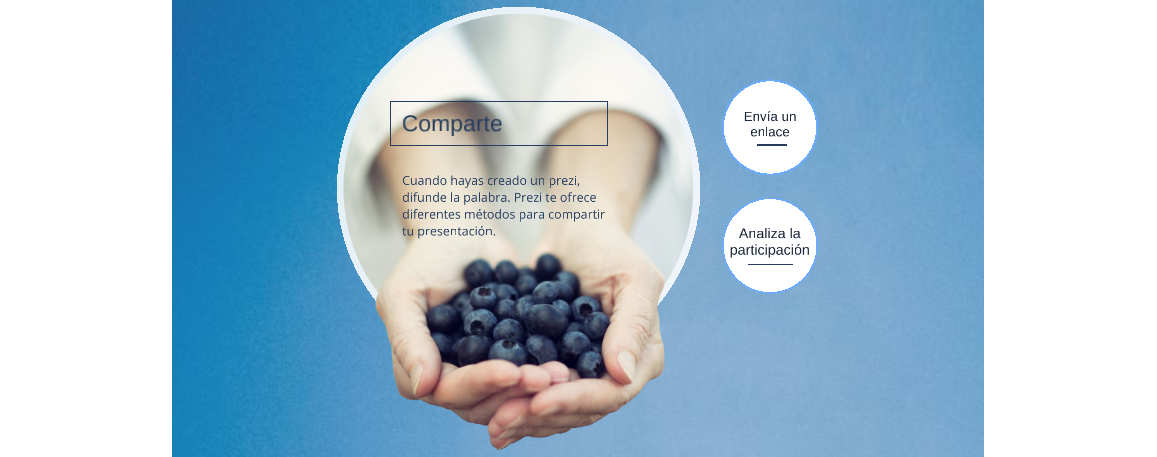 Comparte
Cuando hayas creado un prezi,
difunde la palabra. Prezi te ofrece
diferentes métodos para compartir
tu presentación.
Envía un
enlace
Analiza la
participación